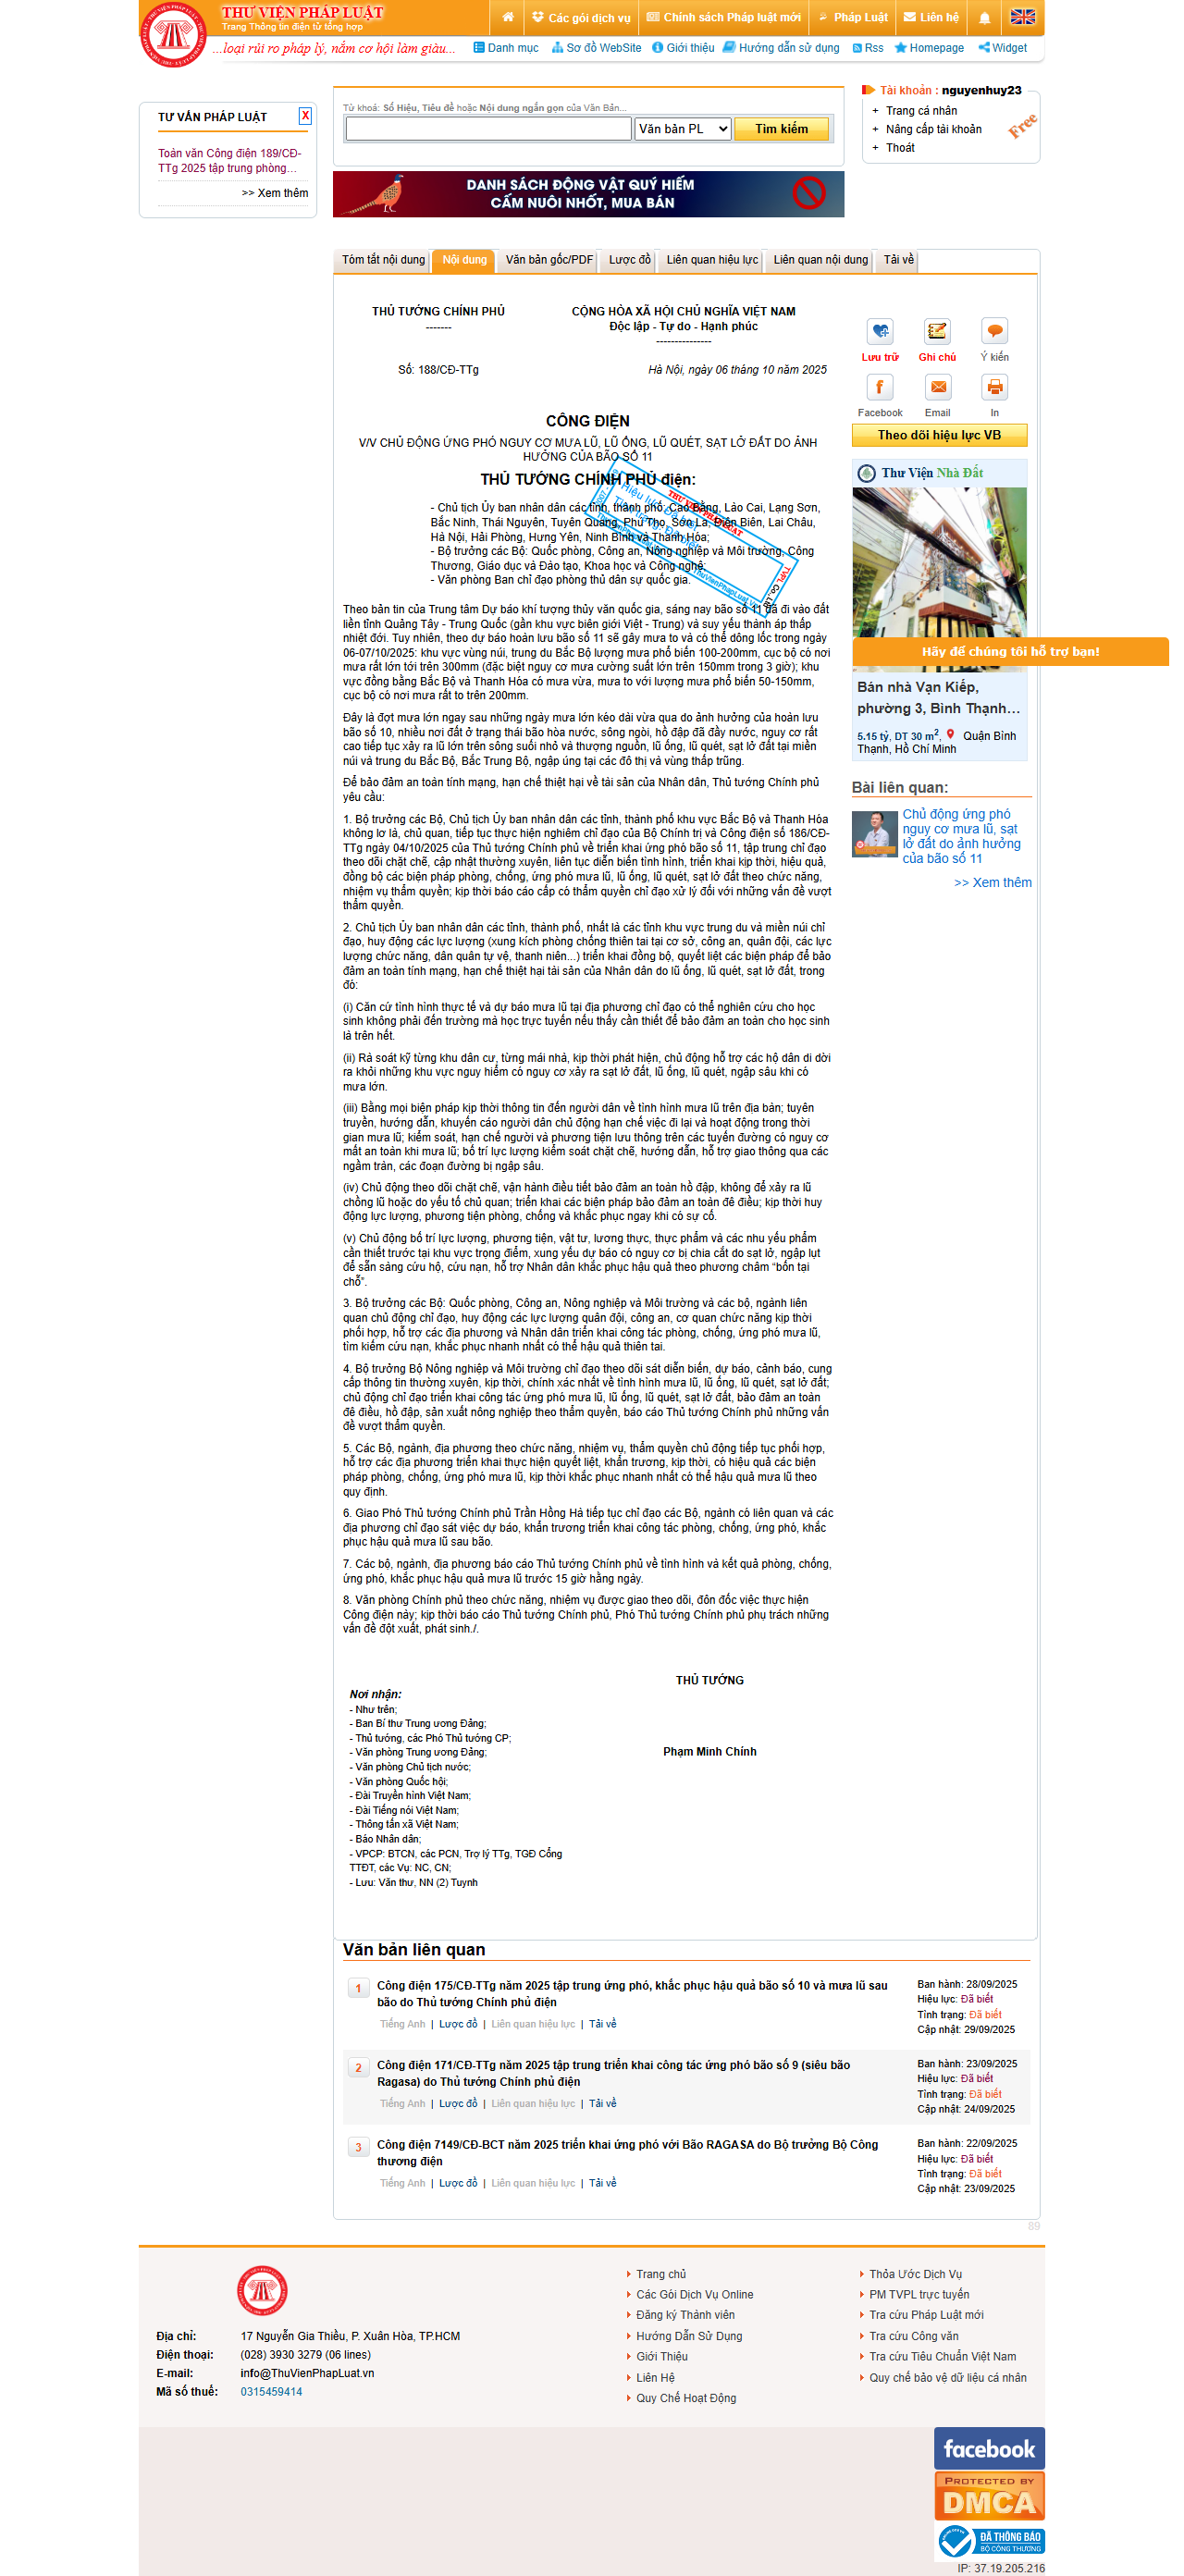 THƯ VIỆN PHÁP LUẬT
Trang Thông tin điện tử tổng hợp
Các gói dịch vụ
Chính sách Pháp luật mới
Pháp Luật
Liên hệ
...loại rủi ro pháp lý, nắm cơ hội làm giàu...
Danh mục
Sơ đồ WebSite
Giới thiệu
Hướng dẫn sử dụng
Rss
Homepage
Widget
TƯ VẤN PHÁP LUẬT
X
Toàn văn Công điện 189/CĐ-
TTg 2025 tập trung phòng…
>> Xem thêm
Từ khoá: Số Hiệu, Tiêu đề hoặc Nội dung ngắn gọn của Văn Bản...
Văn bản PL
Tìm kiếm
Tài khoản : nguyenhuy23
+ Trang cá nhân
+ Nâng cấp tài khoản
+ Thoát
Free
DANH SÁCH ĐỘNG VẬT QUÝ HIẾM
CẤM NUÔI NHỐT, MUA BÁN
Tóm tắt nội dung
Nội dung
Văn bản gốc/PDF
Lược đồ
Liên quan hiệu lực
Liên quan nội dung
Tải về
THỦ TƯỚNG CHÍNH PHỦ
-------
CỘNG HÒA XÃ HỘI CHỦ NGHĨA VIỆT NAM
Độc lập - Tự do - Hạnh phúc
---------------
Số: 188/CĐ-TTg
Hà Nội, ngày 06 tháng 10 năm 2025
CÔNG ĐIỆN
V/V CHỦ ĐỘNG ỨNG PHÓ NGUY CƠ MƯA LŨ, LŨ ỐNG, LŨ QUÉT, SẠT LỞ ĐẤT DO ẢNH
HƯỞNG CỦA BÃO SỐ 11
THỦ TƯỚNG CHÍNH PHỦ điện:
- Chủ tịch Ủy ban nhân dân các tỉnh, thành phố: Cao Bằng, Lào Cai, Lạng Sơn,
Bắc Ninh, Thái Nguyên, Tuyên Quang, Phú Thọ, Sơn La, Điện Biên, Lai Châu,
Hà Nội, Hải Phòng, Hưng Yên, Ninh Bình và Thanh Hóa;
- Bộ trưởng các Bộ: Quốc phòng, Công an, Nông nghiệp và Môi trường, Công
Thương, Giáo dục và Đào tạo, Khoa học và Công nghệ;
- Văn phòng Ban chỉ đạo phòng thủ dân sự quốc gia.
Theo bản tin của Trung tâm Dự báo khí tượng thủy văn quốc gia, sáng nay bão số 11 đã đi vào đất
liền tỉnh Quảng Tây - Trung Quốc (gần khu vực biên giới Việt - Trung) và suy yếu thành áp thấp
nhiệt đới. Tuy nhiên, theo dự báo hoàn lưu bão số 11 sẽ gây mưa to và có thể dông lốc trong ngày
06-07/10/2025: khu vực vùng núi, trung du Bắc Bộ lượng mưa phổ biến 100-200mm, cục bộ có nơi
mưa rất lớn tới trên 300mm (đặc biệt nguy cơ mưa cường suất lớn trên 150mm trong 3 giờ); khu
vực đồng bằng Bắc Bộ và Thanh Hóa có mưa vừa, mưa to với lượng mưa phổ biến 50-150mm,
cục bộ có nơi mưa rất to trên 200mm.
Đây là đợt mưa lớn ngay sau những ngày mưa lớn kéo dài vừa qua do ảnh hưởng của hoàn lưu
bão số 10, nhiều nơi đất ở trạng thái bão hòa nước, sông ngòi, hồ đập đã đầy nước, nguy cơ rất
cao tiếp tục xảy ra lũ lớn trên sông suối nhỏ và thượng nguồn, lũ ống, lũ quét, sạt lở đất tại miền
núi và trung du Bắc Bộ, Bắc Trung Bộ, ngập úng tại các đô thị và vùng thấp trũng.
Để bảo đảm an toàn tính mạng, hạn chế thiệt hại về tài sản của Nhân dân, Thủ tướng Chính phủ
yêu cầu:
1. Bộ trưởng các Bộ, Chủ tịch Ủy ban nhân dân các tỉnh, thành phố khu vực Bắc Bộ và Thanh Hóa
không lơ là, chủ quan, tiếp tục thực hiện nghiêm chỉ đạo của Bộ Chính trị và Công điện số 186/CĐ-
TTg ngày 04/10/2025 của Thủ tướng Chính phủ về triển khai ứng phó bão số 11, tập trung chỉ đạo
theo dõi chặt chẽ, cập nhật thường xuyên, liên tục diễn biến tình hình, triển khai kịp thời, hiệu quả,
đồng bộ các biện pháp phòng, chống, ứng phó mưa lũ, lũ ống, lũ quét, sạt lở đất theo chức năng,
nhiệm vụ thẩm quyền; kịp thời báo cáo cấp có thẩm quyền chỉ đạo xử lý đối với những vấn đề vượt
thẩm quyền.
2. Chủ tịch Ủy ban nhân dân các tỉnh, thành phố, nhất là các tỉnh khu vực trung du và miền núi chỉ
đạo, huy động các lực lượng (xung kích phòng chống thiên tai tại cơ sở, công an, quân đội, các lực
lượng chức năng, dân quân tự vệ, thanh niên...) triển khai đồng bộ, quyết liệt các biện pháp để bảo
đảm an toàn tính mạng, hạn chế thiệt hại tài sản của Nhân dân do lũ ống, lũ quét, sạt lở đất, trong
đó:
(i) Căn cứ tình hình thực tế và dự báo mưa lũ tại địa phương chỉ đạo có thể nghiên cứu cho học
sinh không phải đến trường mà học trực tuyến nếu thấy cần thiết để bảo đảm an toàn cho học sinh
là trên hết.
(ii) Rà soát kỹ từng khu dân cư, từng mái nhà, kịp thời phát hiện, chủ động hỗ trợ các hộ dân di dời
ra khỏi những khu vực nguy hiểm có nguy cơ xảy ra sạt lở đất, lũ ống, lũ quét, ngập sâu khi có
mưa lớn.
(iii) Bằng mọi biện pháp kịp thời thông tin đến người dân về tình hình mưa lũ trên địa bàn; tuyên
truyền, hướng dẫn, khuyến cáo người dân chủ động hạn chế việc đi lại và hoạt động trong thời
gian mưa lũ; kiểm soát, hạn chế người và phương tiện lưu thông trên các tuyến đường có nguy cơ
mất an toàn khi mưa lũ; bố trí lực lượng kiểm soát chặt chẽ, hướng dẫn, hỗ trợ giao thông qua các
ngầm tràn, các đoạn đường bị ngập sâu.
(iv) Chủ động theo dõi chặt chẽ, vận hành điều tiết bảo đảm an toàn hồ đập, không để xảy ra lũ
chồng lũ hoặc do yếu tố chủ quan; triển khai các biện pháp bảo đảm an toàn đê điều; kịp thời huy
động lực lượng, phương tiện phòng, chống và khắc phục ngay khi có sự cố.
(v) Chủ động bố trí lực lượng, phương tiện, vật tư, lương thực, thực phẩm và các nhu yếu phẩm
cần thiết trước tại khu vực trọng điểm, xung yếu dự báo có nguy cơ bị chia cắt do sạt lở, ngập lụt
để sẵn sàng cứu hộ, cứu nạn, hỗ trợ Nhân dân khắc phục hậu quả theo phương châm “bốn tại
chỗ”.
3. Bộ trưởng các Bộ: Quốc phòng, Công an, Nông nghiệp và Môi trường và các bộ, ngành liên
quan chủ động chỉ đạo, huy động các lực lượng quân đội, công an, cơ quan chức năng kịp thời
phối hợp, hỗ trợ các địa phương và Nhân dân triển khai công tác phòng, chống, ứng phó mưa lũ,
tìm kiếm cứu nạn, khắc phục nhanh nhất có thể hậu quả thiên tai.
4. Bộ trưởng Bộ Nông nghiệp và Môi trường chỉ đạo theo dõi sát diễn biến, dự báo, cảnh báo, cung
cấp thông tin thường xuyên, kịp thời, chính xác nhất về tình hình mưa lũ, lũ ống, lũ quét, sạt lở đất;
chủ động chỉ đạo triển khai công tác ứng phó mưa lũ, lũ ống, lũ quét, sạt lở đất, bảo đảm an toàn
đê điều, hồ đập, sản xuất nông nghiệp theo thẩm quyền, báo cáo Thủ tướng Chính phủ những vấn
đề vượt thẩm quyền.
5. Các Bộ, ngành, địa phương theo chức năng, nhiệm vụ, thẩm quyền chủ động tiếp tục phối hợp,
hỗ trợ các địa phương triển khai thực hiện quyết liệt, khẩn trương, kịp thời, có hiệu quả các biện
pháp phòng, chống, ứng phó mưa lũ, kịp thời khắc phục nhanh nhất có thể hậu quả mưa lũ theo
quy định.
6. Giao Phó Thủ tướng Chính phủ Trần Hồng Hà tiếp tục chỉ đạo các Bộ, ngành có liên quan và các
địa phương chỉ đạo sát việc dự báo, khẩn trương triển khai công tác phòng, chống, ứng phó, khắc
phục hậu quả mưa lũ sau bão.
7. Các bộ, ngành, địa phương báo cáo Thủ tướng Chính phủ về tình hình và kết quả phòng, chống,
ứng phó, khắc phục hậu quả mưa lũ trước 15 giờ hằng ngày.
8. Văn phòng Chính phủ theo chức năng, nhiệm vụ được giao theo dõi, đôn đốc việc thực hiện
Công điện này; kịp thời báo cáo Thủ tướng Chính phủ, Phó Thủ tướng Chính phủ phụ trách những
vấn đề đột xuất, phát sinh./.
Nơi nhận:
- Như trên;
- Ban Bí thư Trung ương Đảng;
- Thủ tướng, các Phó Thủ tướng CP;
- Văn phòng Trung ương Đảng;
- Văn phòng Chủ tịch nước;
- Văn phòng Quốc hội;
- Đài Truyền hình Việt Nam;
- Đài Tiếng nói Việt Nam;
- Thông tấn xã Việt Nam;
- Báo Nhân dân;
- VPCP: BTCN, các PCN, Trợ lý TTg, TGĐ Cổng
TTĐT, các Vụ: NC, CN;
- Lưu: Văn thư, NN (2) Tuynh
THỦ TƯỚNG
Phạm Minh Chính
Lưu trữ
Ghi chú
Ý kiến
Facebook
Email
In
Theo dõi hiệu lực VB
Thư Viện Nhà Đất
Hãy để chúng tôi hỗ trợ bạn!
Bán nhà Vạn Kiếp,
phường 3, Bình Thạnh…
5.15 tỷ, DT 30 m2, Quận Bình
Thạnh, Hồ Chí Minh
Bài liên quan:
Chủ động ứng phó
nguy cơ mưa lũ, sạt
lở đất do ảnh hưởng
của bão số 11
>> Xem thêm
Văn bản liên quan
1
Công điện 175/CĐ-TTg năm 2025 tập trung ứng phó, khắc phục hậu quả bão số 10 và mưa lũ sau
bão do Thủ tướng Chính phủ điện
Tiếng Anh | Lược đồ | Liên quan hiệu lực | Tải về
Ban hành: 28/09/2025
Hiệu lực: Đã biết
Tình trạng: Đã biết
Cập nhật: 29/09/2025
2
Công điện 171/CĐ-TTg năm 2025 tập trung triển khai công tác ứng phó bão số 9 (siêu bão
Ragasa) do Thủ tướng Chính phủ điện
Tiếng Anh | Lược đồ | Liên quan hiệu lực | Tải về
Ban hành: 23/09/2025
Hiệu lực: Đã biết
Tình trạng: Đã biết
Cập nhật: 24/09/2025
3
Công điện 7149/CĐ-BCT năm 2025 triển khai ứng phó với Bão RAGASA do Bộ trưởng Bộ Công
thương điện
Tiếng Anh | Lược đồ | Liên quan hiệu lực | Tải về
Ban hành: 22/09/2025
Hiệu lực: Đã biết
Tình trạng: Đã biết
Cập nhật: 23/09/2025
89
Địa chỉ: 17 Nguyễn Gia Thiều, P. Xuân Hòa, TP.HCM
Điện thoại: (028) 3930 3279 (06 lines)
E-mail: info@ThuVienPhapLuat.vn
Mã số thuế: 0315459414
Trang chủ
Các Gói Dịch Vụ Online
Đăng ký Thành viên
Hướng Dẫn Sử Dụng
Giới Thiệu
Liên Hệ
Quy Chế Hoạt Động
Thỏa Ước Dịch Vụ
PM TVPL trực tuyến
Tra cứu Pháp Luật mới
Tra cứu Công văn
Tra cứu Tiêu Chuẩn Việt Nam
Quy chế bảo vệ dữ liệu cá nhân
facebook
PROTECTED BY
DMCA
ĐÃ THÔNG BÁO
BỘ CÔNG THƯƠNG
IP: 37.19.205.216